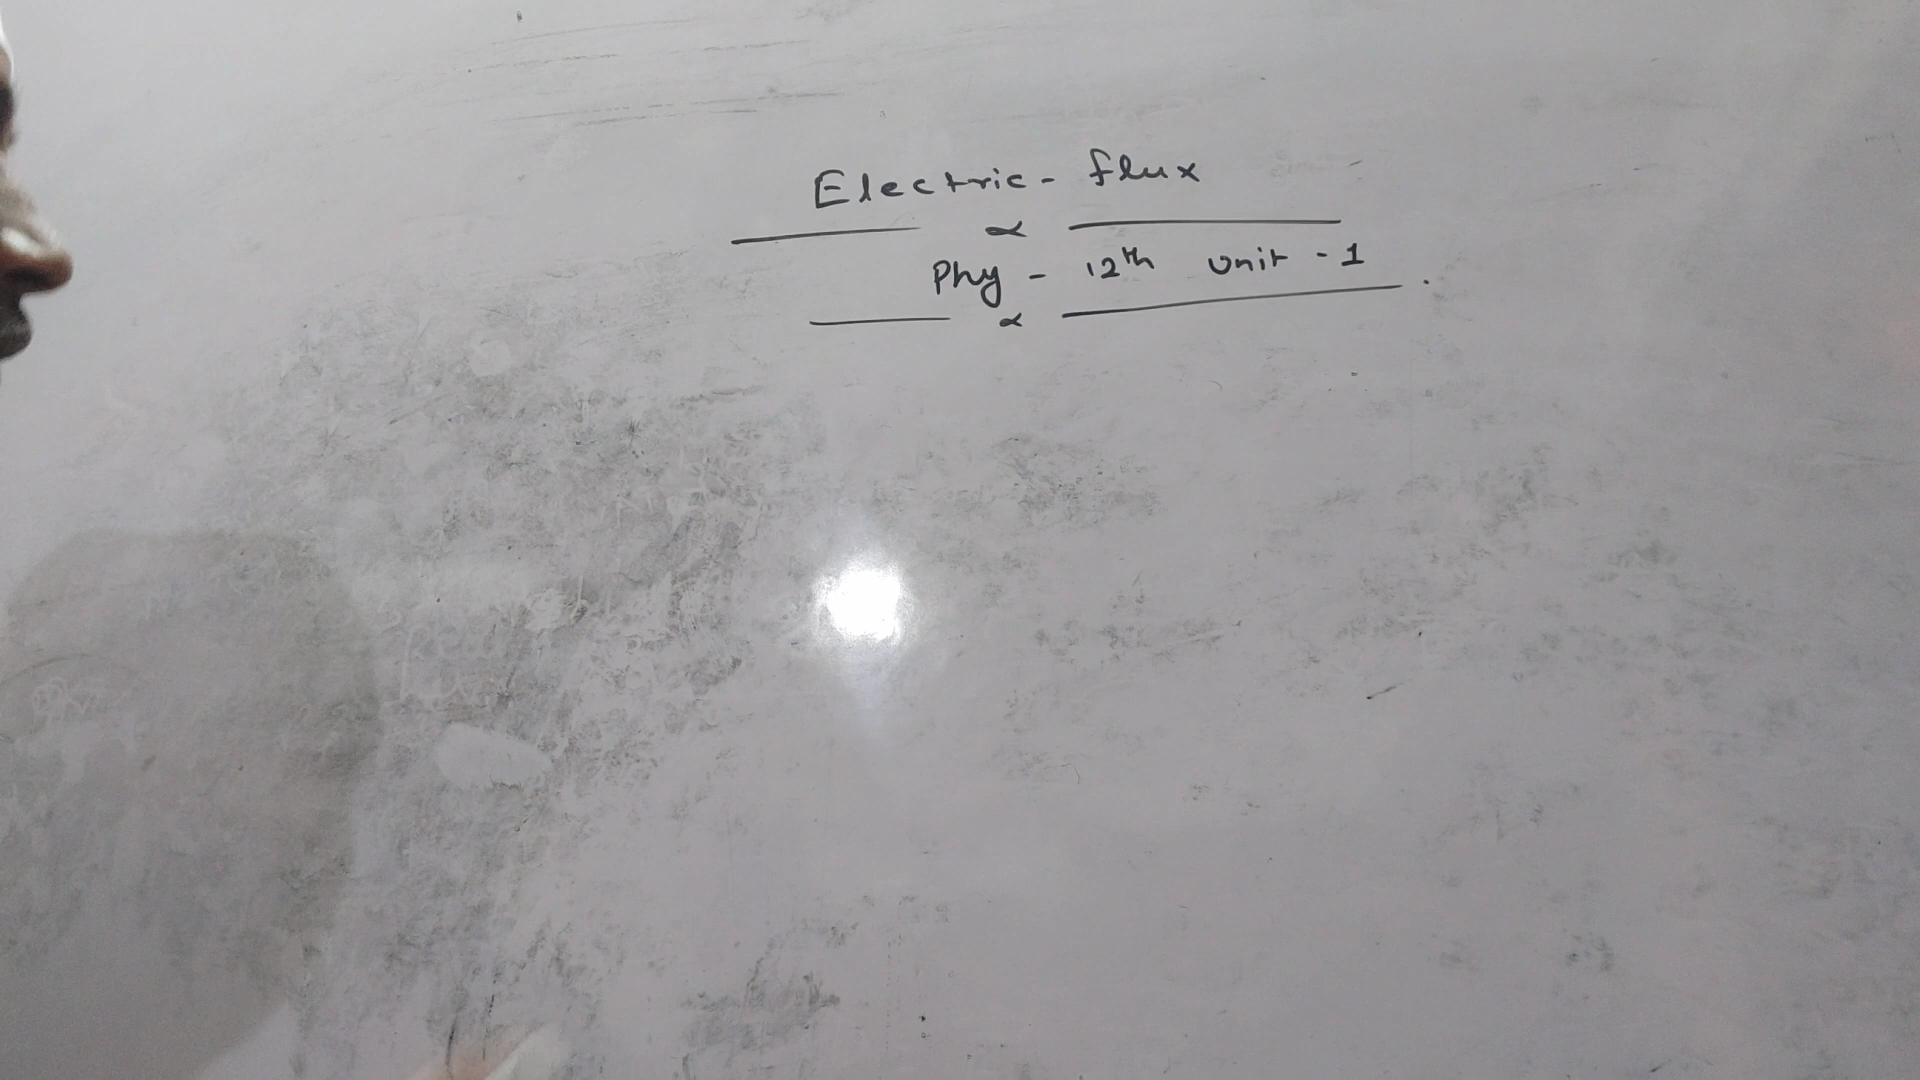 Electric - flux
Phy - 12th Unit - 1